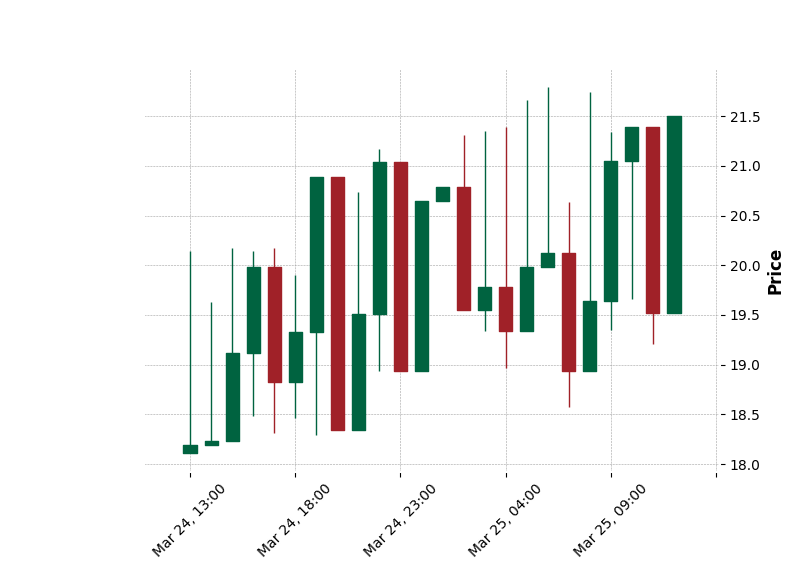 21.5
21.0
20.5
20.0
19.5
19.0
18.5
18.0
Price
Mar 24, 13:00
Mar 24, 18:00
Mar 24, 23:00
Mar 25, 04:00
Mar 25, 09:00